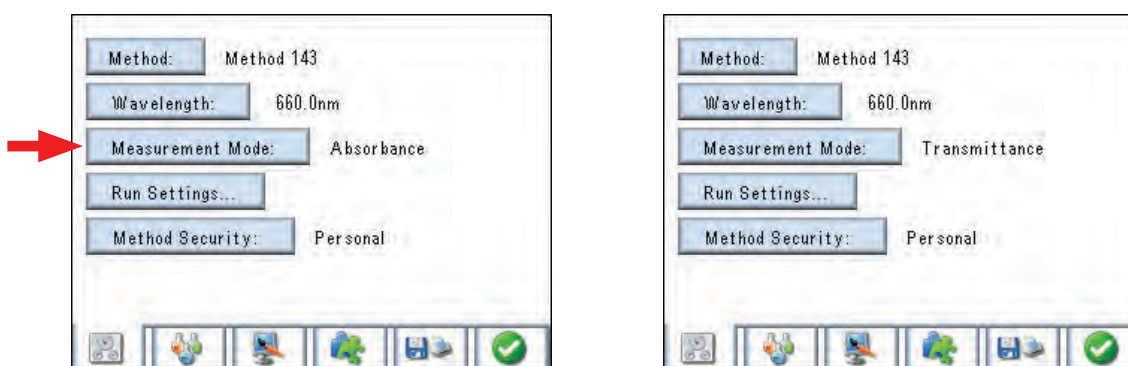 Method: Method 143
Wavelength: 660.0nm
Measurement Mode: Absorbance
Run Settings...
Method Security: Personal
Method: Method 143
Wavelength: 660.0nm
Measurement Mode: Transmittance
Run Settings...
Method Security: Personal